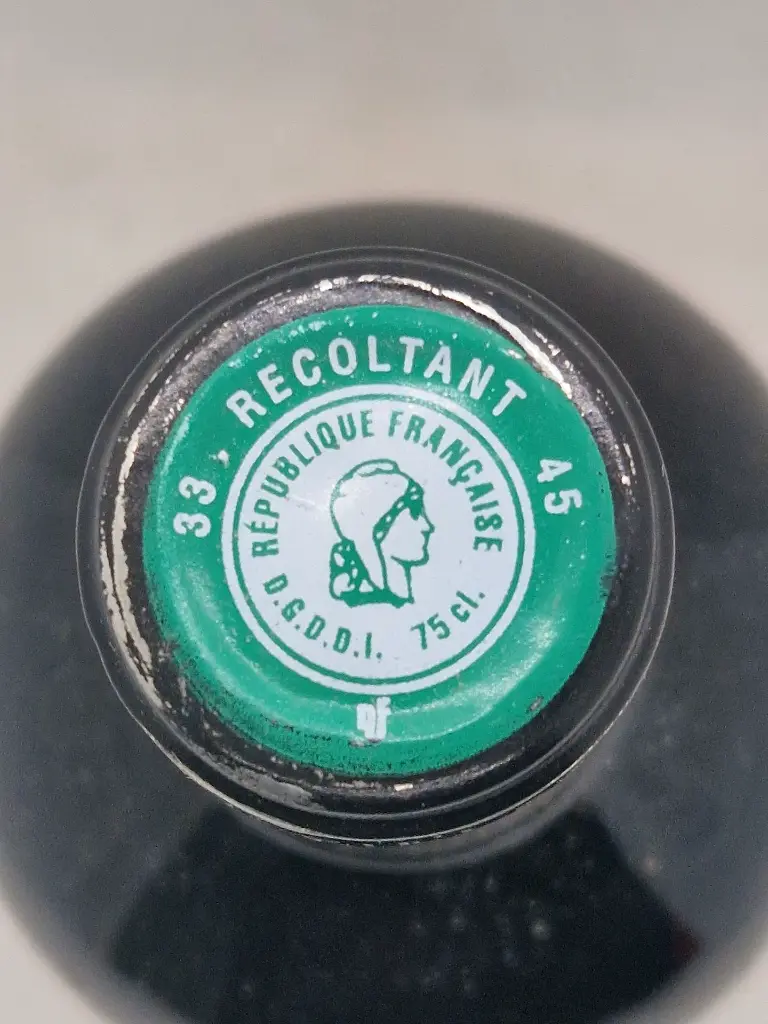 RECOLTANT
33
45
RÉPUBLIQUE FRANÇAISE
D.G.D.D.I. 75 cl.